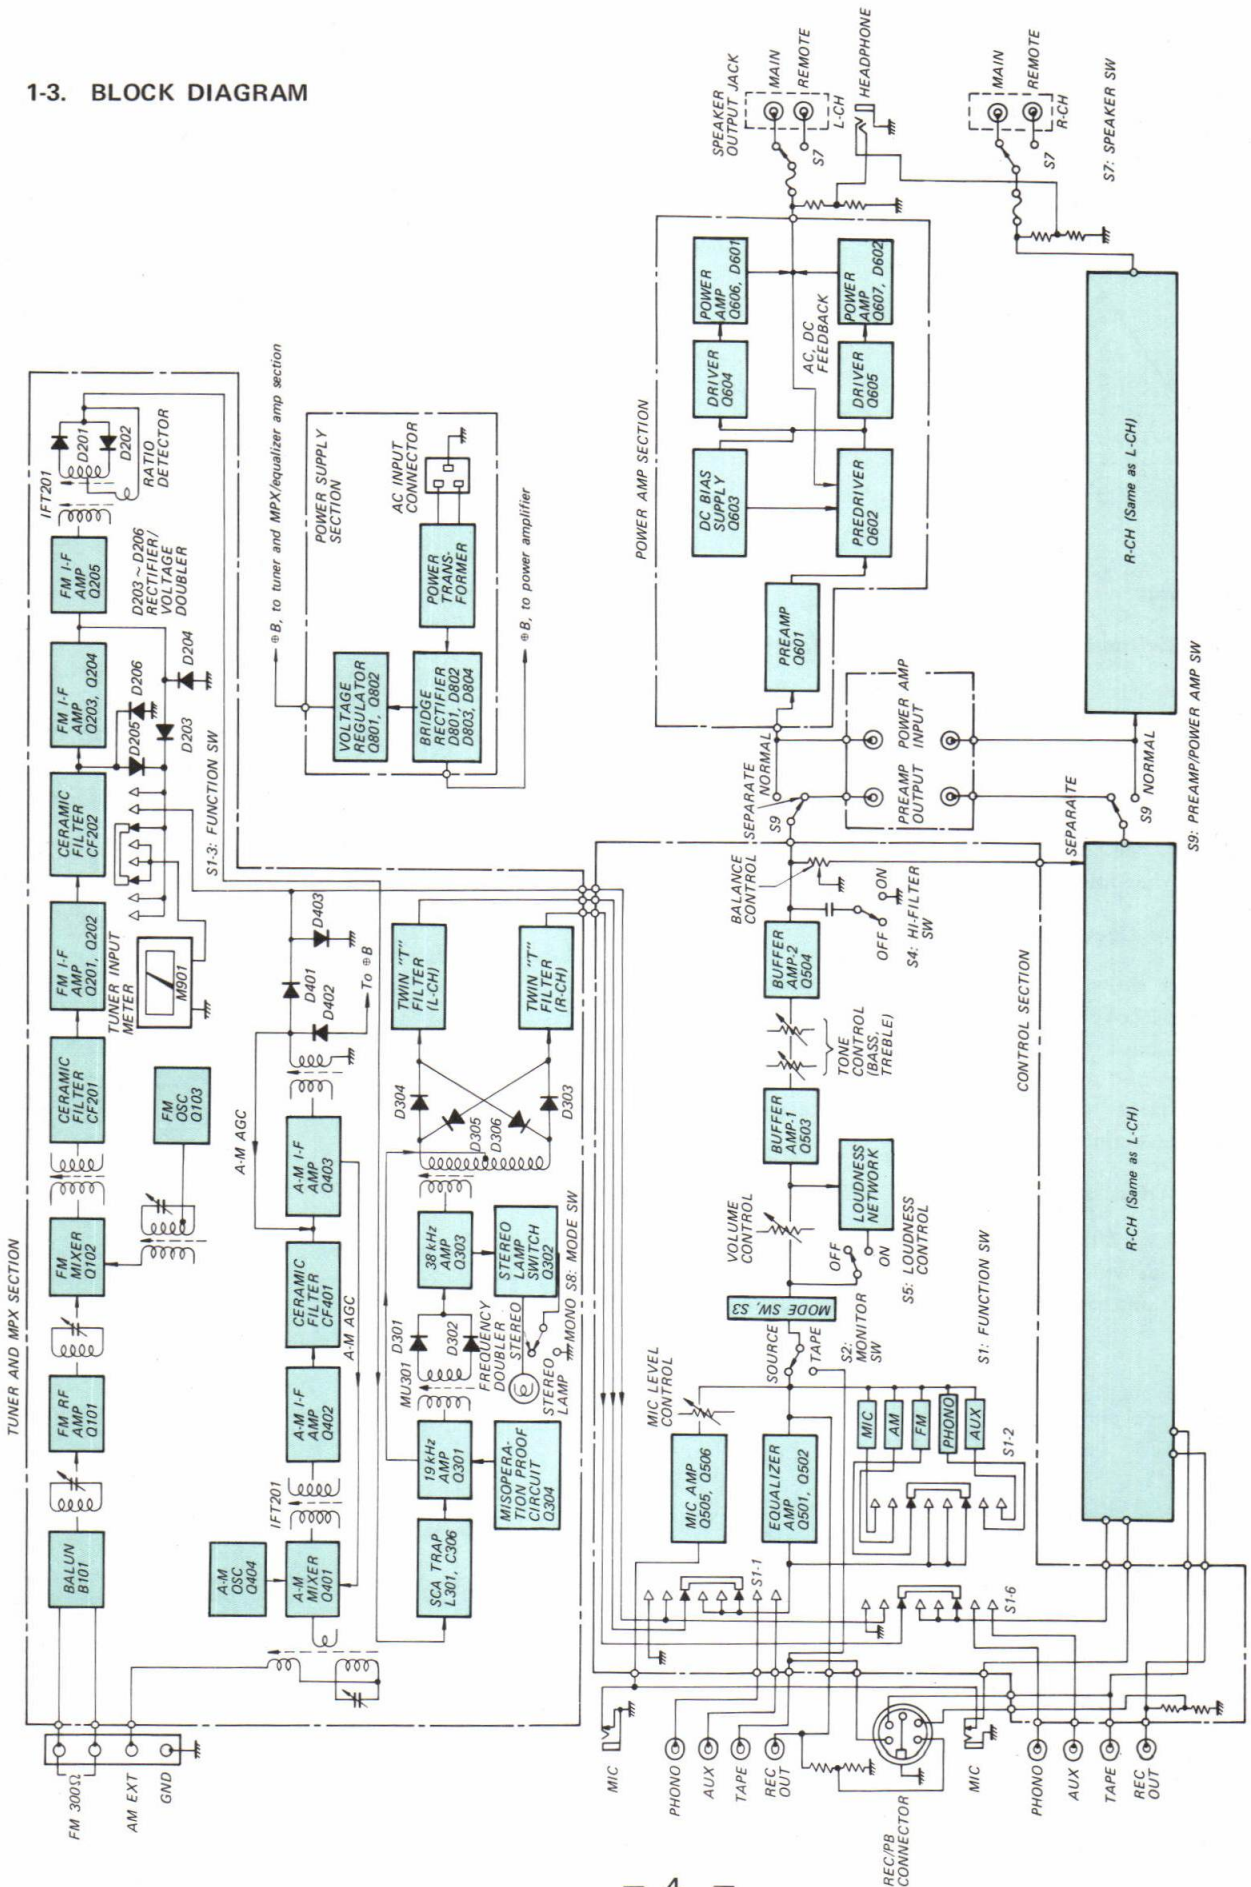 1-3. BLOCK DIAGRAM
TUNER AND MPX SECTION
FM 300Ω
AM EXT
GND
BALUN
B101
FM RF
AMP
Q101
FM
MIXER
Q102
FM
OSC
Q103
CERAMIC
FILTER
CF201
FM I-F
AMP
Q201, Q202
CERAMIC
FILTER
CF202
FM I-F
AMP
Q203, Q204
FM I-F
AMP
Q205
IFT201
D201
D202
RATIO
DETECTOR
D203 ~ D206
RECTIFIER/
VOLTAGE
DOUBLER
D205
D206
D203
D204
TUNER INPUT
METER
M901
S1-3: FUNCTION SW
A-M
OSC
Q404
A-M
MIXER
Q401
IFT201
A-M I-F
AMP
Q402
CERAMIC
FILTER
CF401
A-M I-F
AMP
Q403
A-M AGC
A-M AGC
D401
D402
D403
To ⊕B
SCA TRAP
L301, C306
19 kHz
AMP
Q301
MISOPERA-
TION PROOF
CIRCUIT
Q304
MU301
D301
D302
FREQUENCY
DOUBLER
38 kHz
AMP
Q303
STEREO
LAMP
SWITCH
Q302
STEREO
MONO
S8: MODE SW
STEREO
LAMP
D304
D305
D306
D303
TWIN "T"
FILTER
(L-CH)
TWIN "T"
FILTER
(R-CH)
⊕B, to tuner and MPX/equalizer amp section
POWER SUPPLY
SECTION
VOLTAGE
REGULATOR
Q801, Q802
BRIDGE
RECTIFIER
D801, D802
D803, D804
POWER
TRANS-
FORMER
AC INPUT
CONNECTOR
⊕B, to power amplifier
MIC
PHONO
AUX
TAPE
REC
OUT
REC/PB
CONNECTOR
MIC
PHONO
AUX
TAPE
REC
OUT
S1-1
S1-6
MIC AMP
Q505, Q506
MIC LEVEL
CONTROL
EQUALIZER
AMP
Q501, Q502
MIC
AM
FM
PHONO
AUX
S1-2
S1: FUNCTION SW
SOURCE
TAPE
S2:
MONITOR
SW
MODE SW, S3
VOLUME
CONTROL
OFF
ON
S5: LOUDNESS
CONTROL
LOUDNESS
NETWORK
BUFFER
AMP-1
Q503
TONE
CONTROL
(BASS,
TREBLE)
BUFFER
AMP-2
Q504
BALANCE
CONTROL
OFF
ON
S4: HI-FILTER
SW
CONTROL SECTION
R-CH (Same as L-CH)
SEPARATE
S9
NORMAL
PREAMP
OUTPUT
POWER AMP
INPUT
SEPARATE
S9
NORMAL
S9: PREAMP/POWER AMP SW
POWER AMP SECTION
PREAMP
Q601
DC BIAS
SUPPLY
Q603
PREDRIVER
Q602
DRIVER
Q604
DRIVER
Q605
AC, DC
FEEDBACK
POWER
AMP
Q606, D601
POWER
AMP
Q607, D602
R-CH (Same as L-CH)
SPEAKER
OUTPUT JACK
MAIN
REMOTE
L-CH
S7
HEADPHONE
MAIN
REMOTE
R-CH
S7
S7: SPEAKER SW
— 4 —